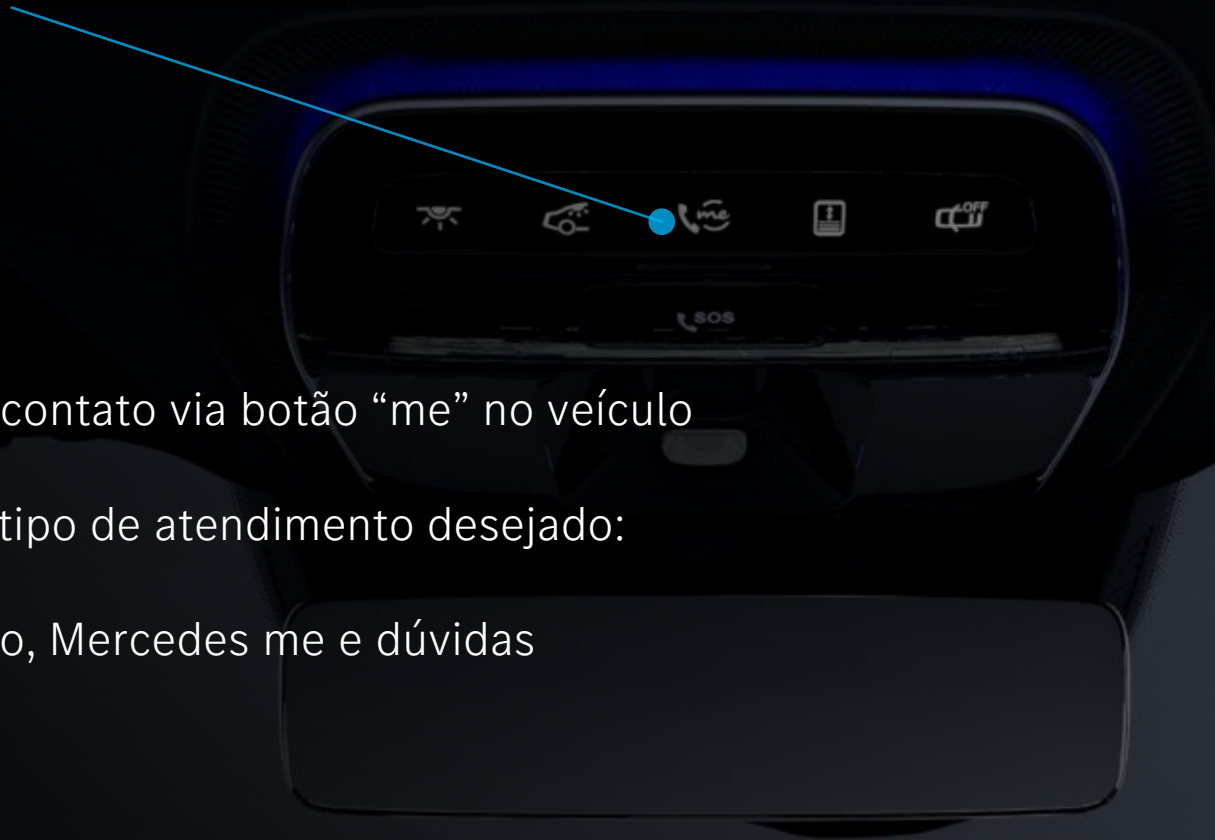 me
OFF
SOS
contato via botão “me” no veículo
tipo de atendimento desejado:
o, Mercedes me e dúvidas